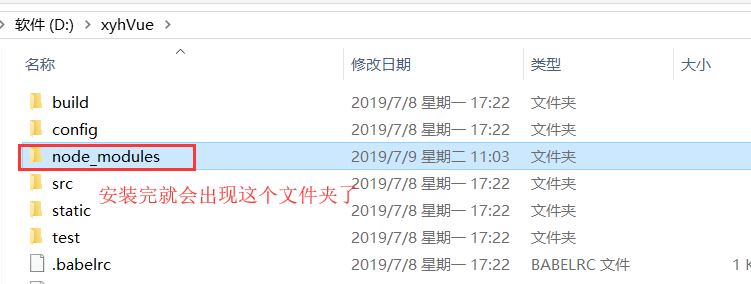 软件 (D:) > xyhVue >
名称 修改日期 类型 大小
build 2019/7/8 星期一 17:22 文件夹
config 2019/7/8 星期一 17:22 文件夹
node_modules 2019/7/9 星期二 11:03 文件夹
src 2019/7/8 星期一 17:22 文件夹
安装完就会出现这个文件夹了
static 2019/7/8 星期一 17:22 文件夹
test 2019/7/8 星期一 17:22 文件夹
.babelrc 2019/7/8 星期一 17:22 BABELRC 文件 1 K